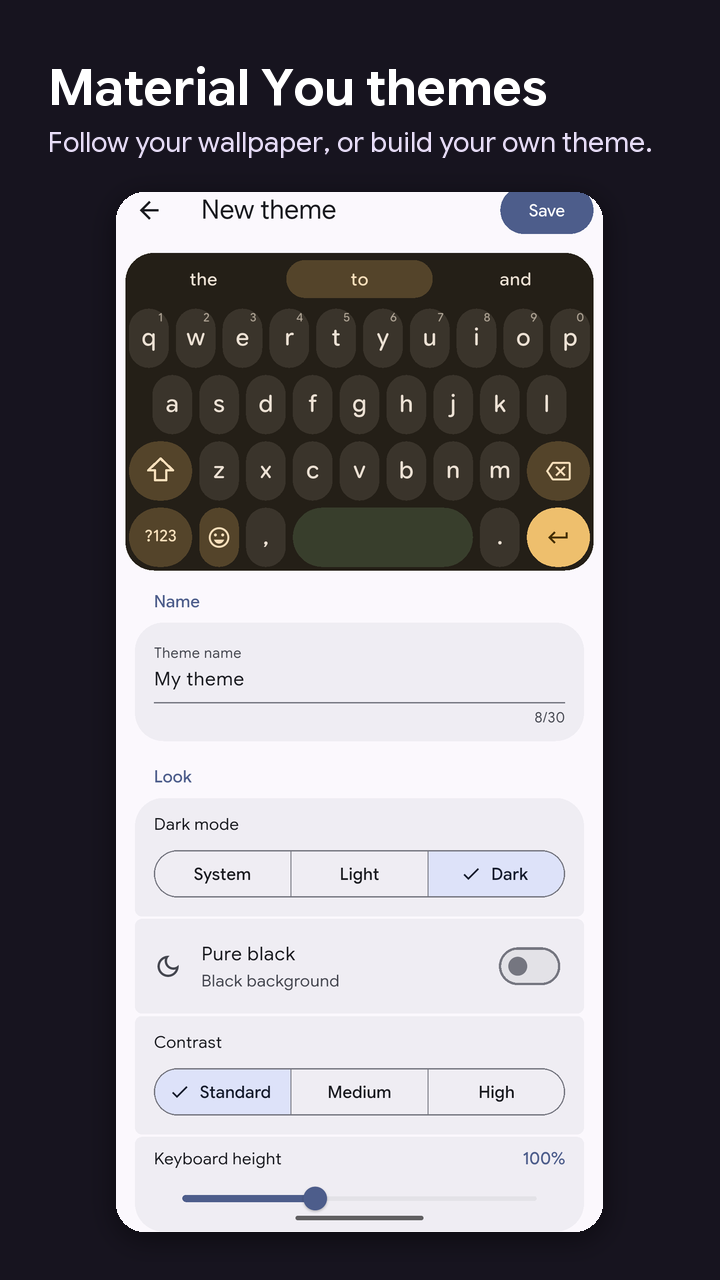 Material You themes
Follow your wallpaper, or build your own theme.
New theme
Save
the to and
1 2 3 4 5 6 7 8 9 0
q w e r t y u i o p
a s d f g h j k l
z x c v b n m
?123 , .
Name
Theme name
My theme
8/30
Look
Dark mode
System Light Dark
Pure black
Black background
Contrast
Standard Medium High
Keyboard height 100%